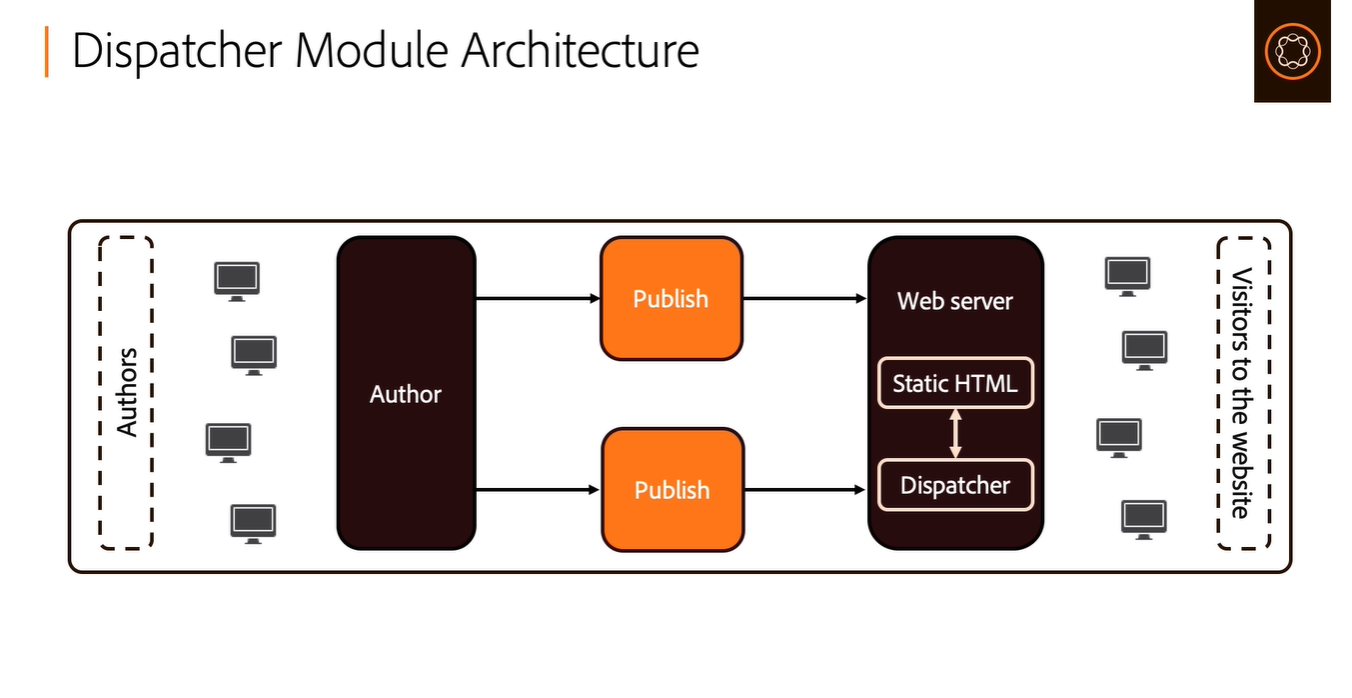 Dispatcher Module Architecture
Authors
Author
Publish
Publish
Web server
Static HTML
Dispatcher
Visitors to the website